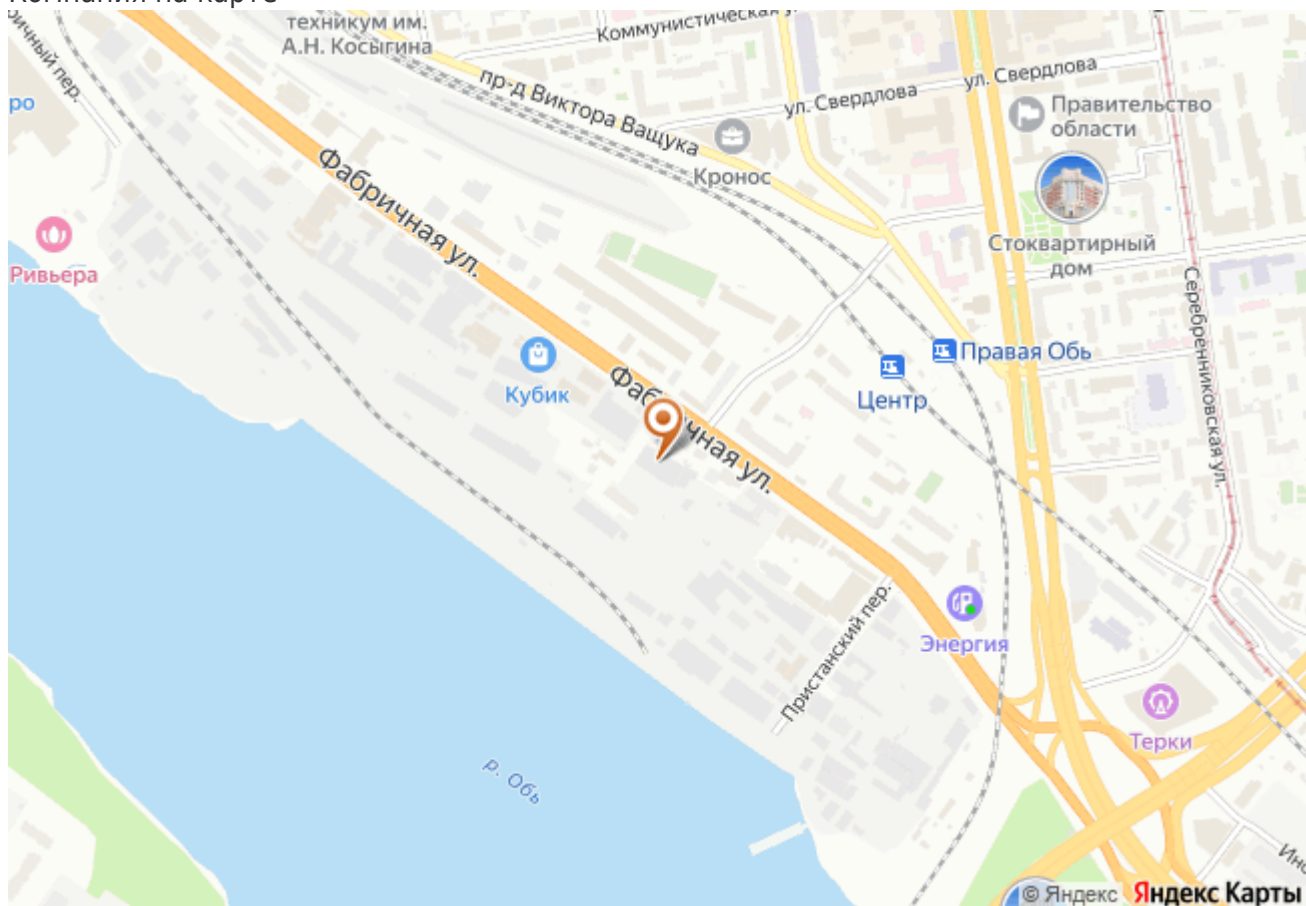 техникум им.
А.Н. Косыгина
Коммунистическая
пр-д Виктора Ващука
ул. Свердлова
ул. Свердлова
Правительство
области
Кронос
Фабричная ул.
Стоквартирный
дом
Ривьера
Серебренниковская ул.
Правая Обь
Центр
Кубик
Фабричная ул.
Энергия
Пристанский пер.
Терки
р. Обь
© Яндекс Яндекс Карты